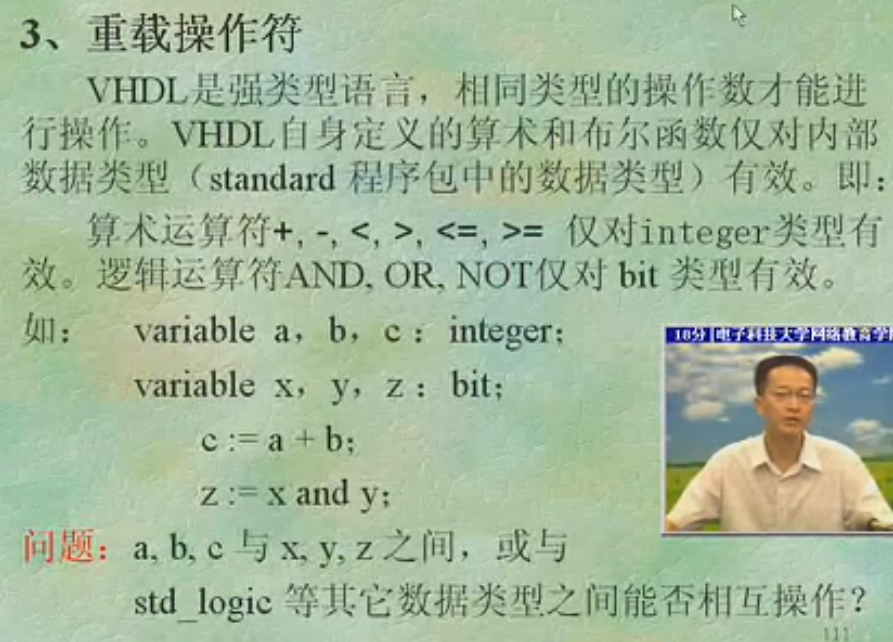 3、重载操作符
VHDL是强类型语言，相同类型的操作数才能进
行操作。VHDL自身定义的算术和布尔函数仅对内部
数据类型（standard 程序包中的数据类型）有效。即：
算术运算符+, -, <, >, <=, >= 仅对integer类型有
效。逻辑运算符AND, OR, NOT仅对 bit 类型有效。
如： variable a，b，c：integer；
variable x，y，z：bit；
c := a + b；
z := x and y；
问题：a, b, c 与 x, y, z 之间，或与
std_logic 等其它数据类型之间能否相互操作？
18分 电子科技大学网络教育学
111